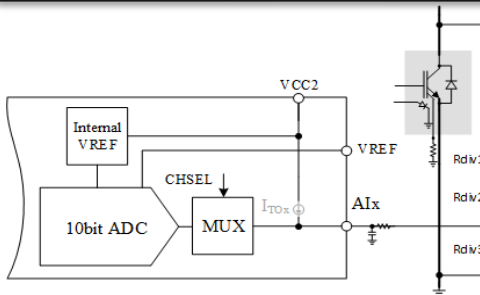 VCC2
Internal
VREF
VREF
CHSEL
Rdiv1
ITOx
AIx
Rdiv2
10bit ADC
MUX
Rdiv3